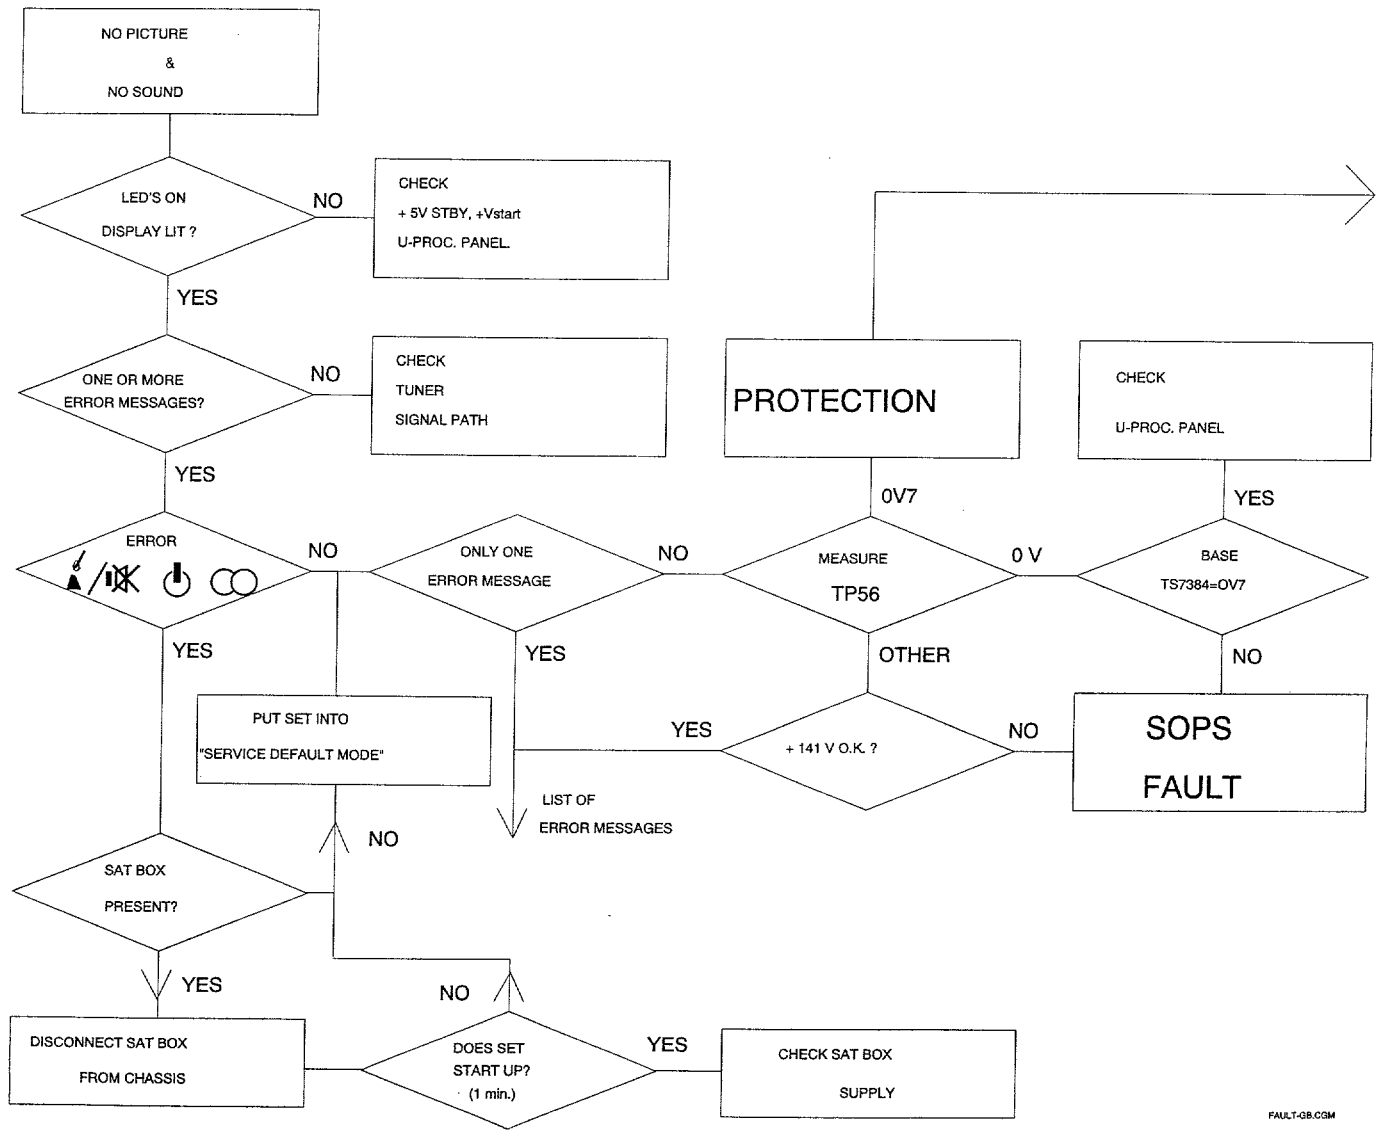 NO PICTURE
&
NO SOUND
LED'S ON
DISPLAY LIT ?
NO
CHECK
+ 5V STBY, +Vstart
U-PROC. PANEL.
YES
ONE OR MORE
ERROR MESSAGES?
NO
CHECK
TUNER
SIGNAL PATH
YES
PROTECTION
CHECK
U-PROC. PANEL
0V7
YES
ERROR
NO
ONLY ONE
ERROR MESSAGE
NO
MEASURE
TP56
0 V
BASE
TS7384=OV7
YES
YES
OTHER
NO
PUT SET INTO
"SERVICE DEFAULT MODE"
YES
+ 141 V O.K. ?
NO
SOPS
FAULT
LIST OF
ERROR MESSAGES
NO
SAT BOX
PRESENT?
YES
NO
DISCONNECT SAT BOX
FROM CHASSIS
DOES SET
START UP?
(1 min.)
YES
CHECK SAT BOX
SUPPLY
FAULT-GB.CGM